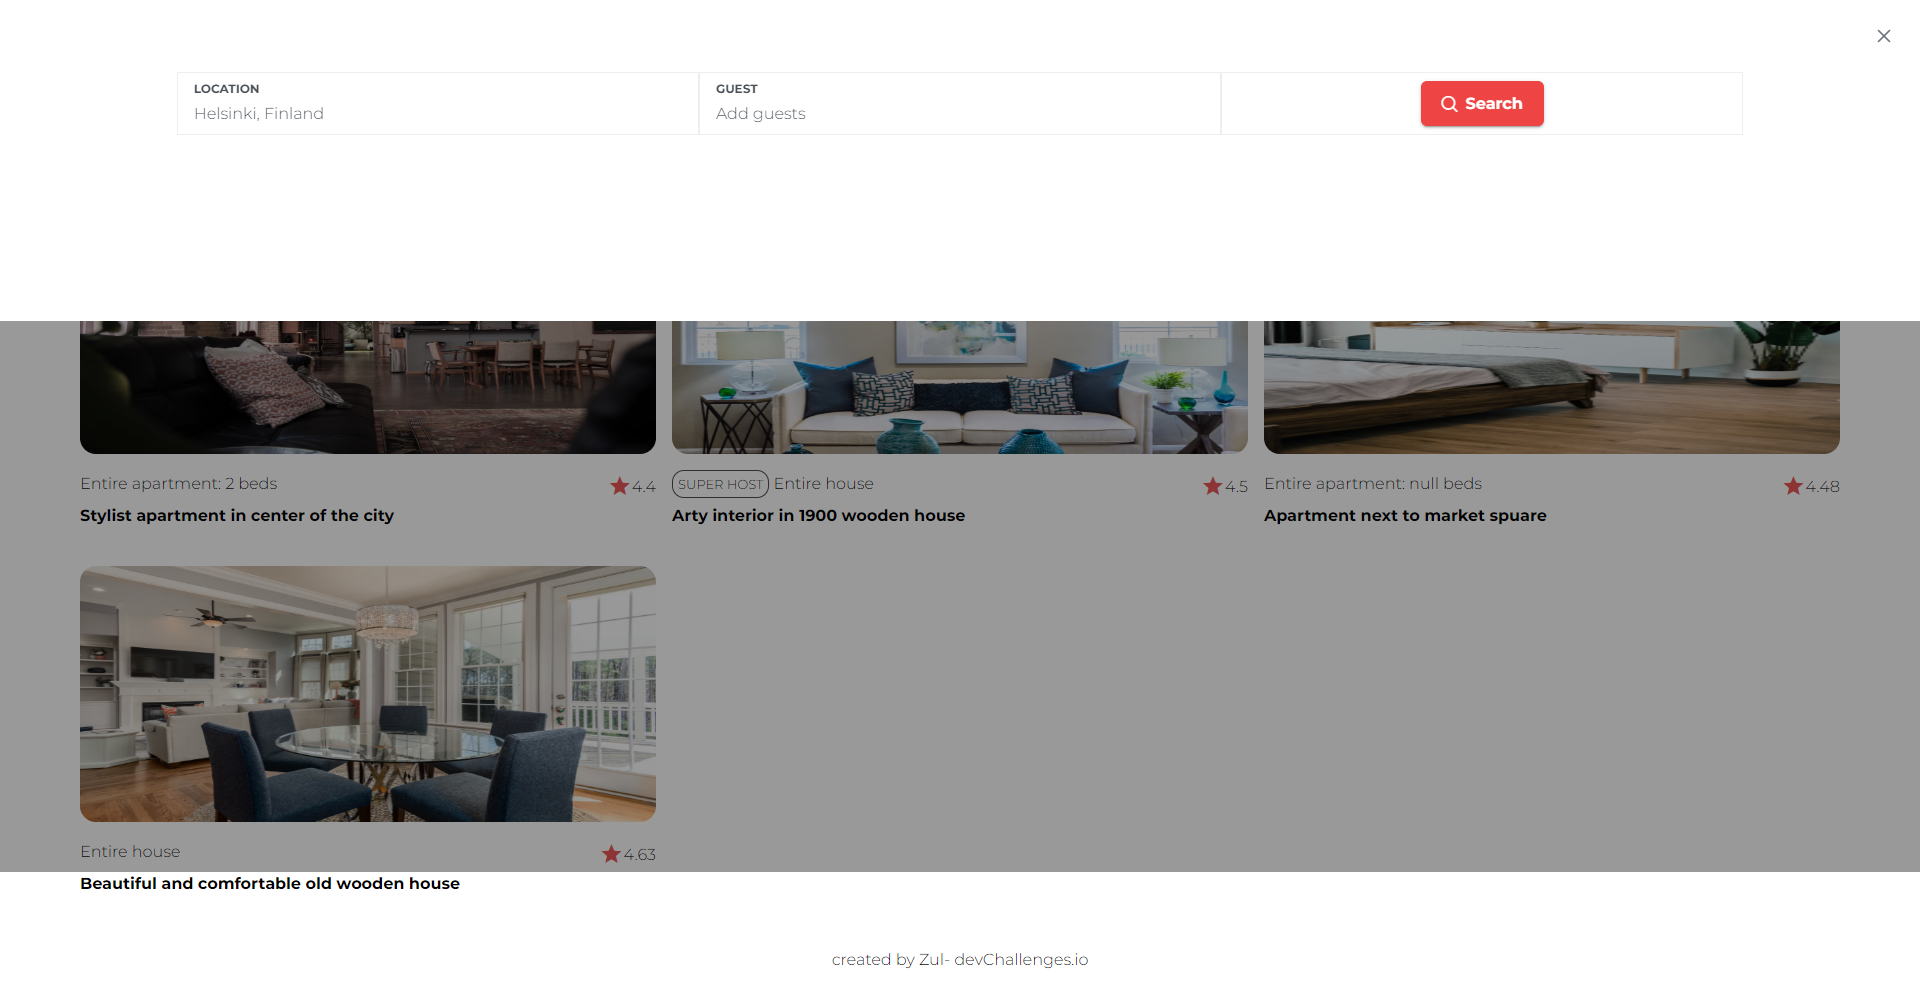 LOCATION
Helsinki, Finland
GUEST
Add guests
Search
Entire apartment: 2 beds
4.4
Stylist apartment in center of the city
SUPER HOST Entire house
4.5
Arty interior in 1900 wooden house
Entire apartment: null beds
4.48
Apartment next to market spuare
Entire house
4.63
Beautiful and comfortable old wooden house
created by Zul- devChallenges.io